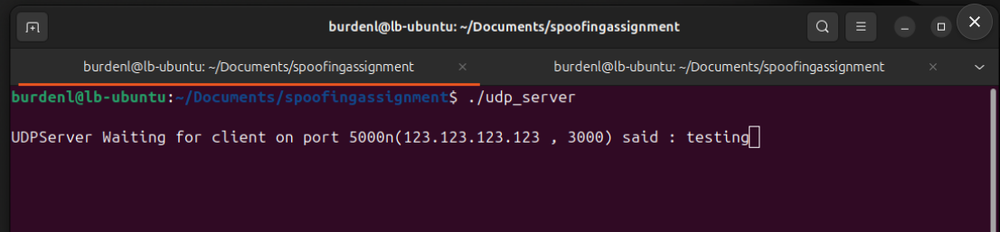 burdenl@lb-ubuntu: ~/Documents/spoofingassignment
burdenl@lb-ubuntu: ~/Documents/spoofingassignment × burdenl@lb-ubuntu: ~/Documents/spoofingassignment ×
burdenl@lb-ubuntu:~/Documents/spoofingassignment$ ./udp_server
UDPServer Waiting for client on port 5000n(123.123.123.123 , 3000) said : testing